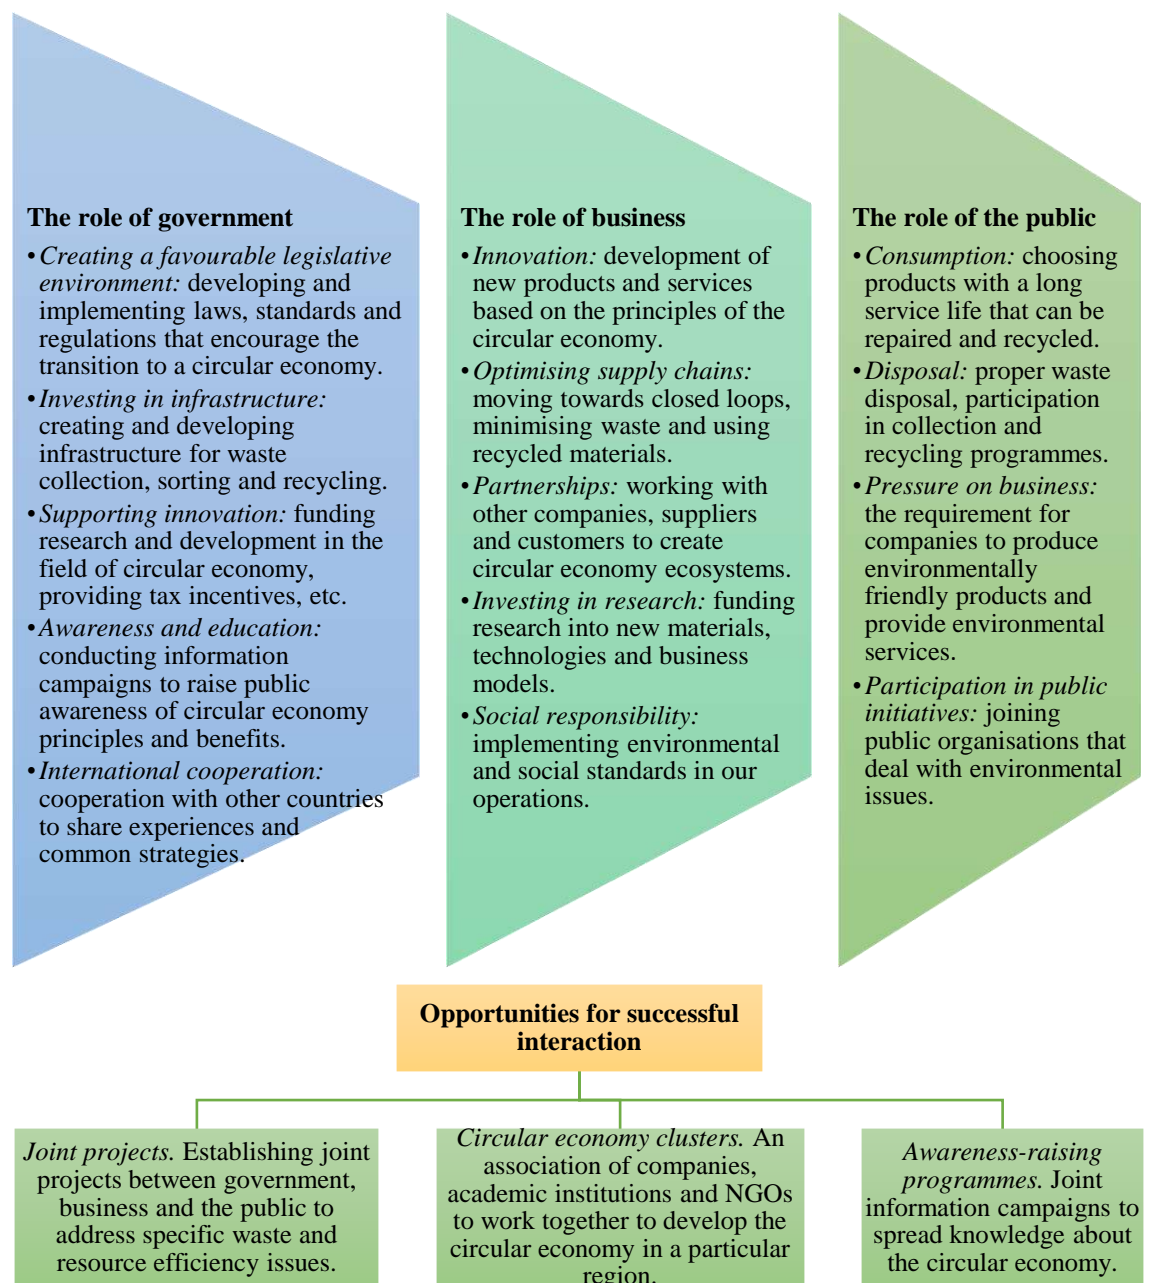 The role of government
•Creating a favourable legislative
environment: developing and
implementing laws, standards and
regulations that encourage the
transition to a circular economy.
•Investing in infrastructure:
creating and developing
infrastructure for waste
collection, sorting and recycling.
•Supporting innovation: funding
research and development in the
field of circular economy,
providing tax incentives, etc.
•Awareness and education:
conducting information
campaigns to raise public
awareness of circular economy
principles and benefits.
•International cooperation:
cooperation with other countries
to share experiences and
common strategies.
The role of business
•Innovation: development of
new products and services
based on the principles of the
circular economy.
•Optimising supply chains:
moving towards closed loops,
minimising waste and using
recycled materials.
•Partnerships: working with
other companies, suppliers
and customers to create
circular economy ecosystems.
•Investing in research: funding
research into new materials,
technologies and business
models.
•Social responsibility:
implementing environmental
and social standards in our
operations.
The role of the public
•Consumption: choosing
products with a long
service life that can be
repaired and recycled.
•Disposal: proper waste
disposal, participation
in collection and
recycling programmes.
•Pressure on business:
the requirement for
companies to produce
environmentally
friendly products and
provide environmental
services.
•Participation in public
initiatives: joining
public organisations that
deal with environmental
issues.
Opportunities for successful
interaction
Joint projects. Establishing joint
projects between government,
business and the public to
address specific waste and
resource efficiency issues.
Circular economy clusters. An
association of companies,
academic institutions and NGOs
to work together to develop the
circular economy in a particular
region.
Awareness-raising
programmes. Joint
information campaigns to
spread knowledge about
the circular economy.